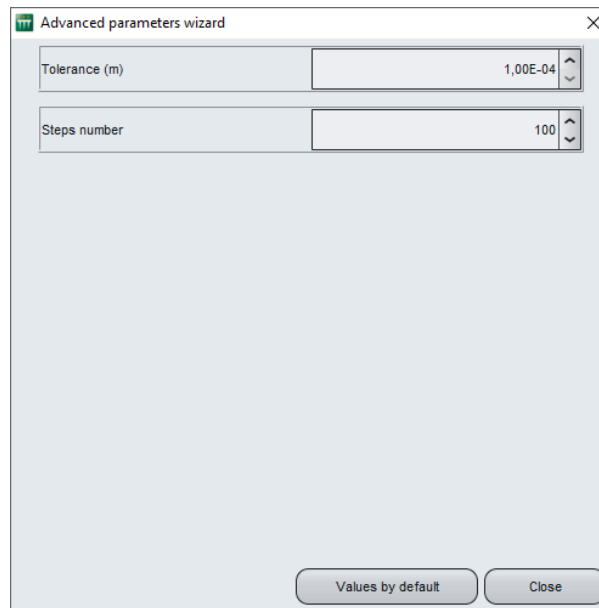 Advanced parameters wizard
Tolerance (m) 1,00E-04
Steps number 100
Values by default Close